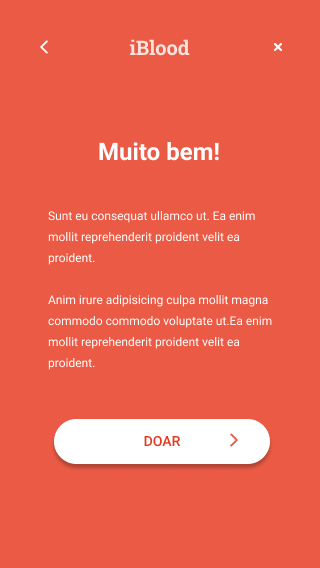 iBlood
Muito bem!
Sunt eu consequat ullamco ut. Ea enim
mollit reprehenderit proident velit ea
proident.
Anim irure adipisicing culpa mollit magna
commodo commodo voluptate ut.Ea enim
mollit reprehenderit proident velit ea
proident.
DOAR